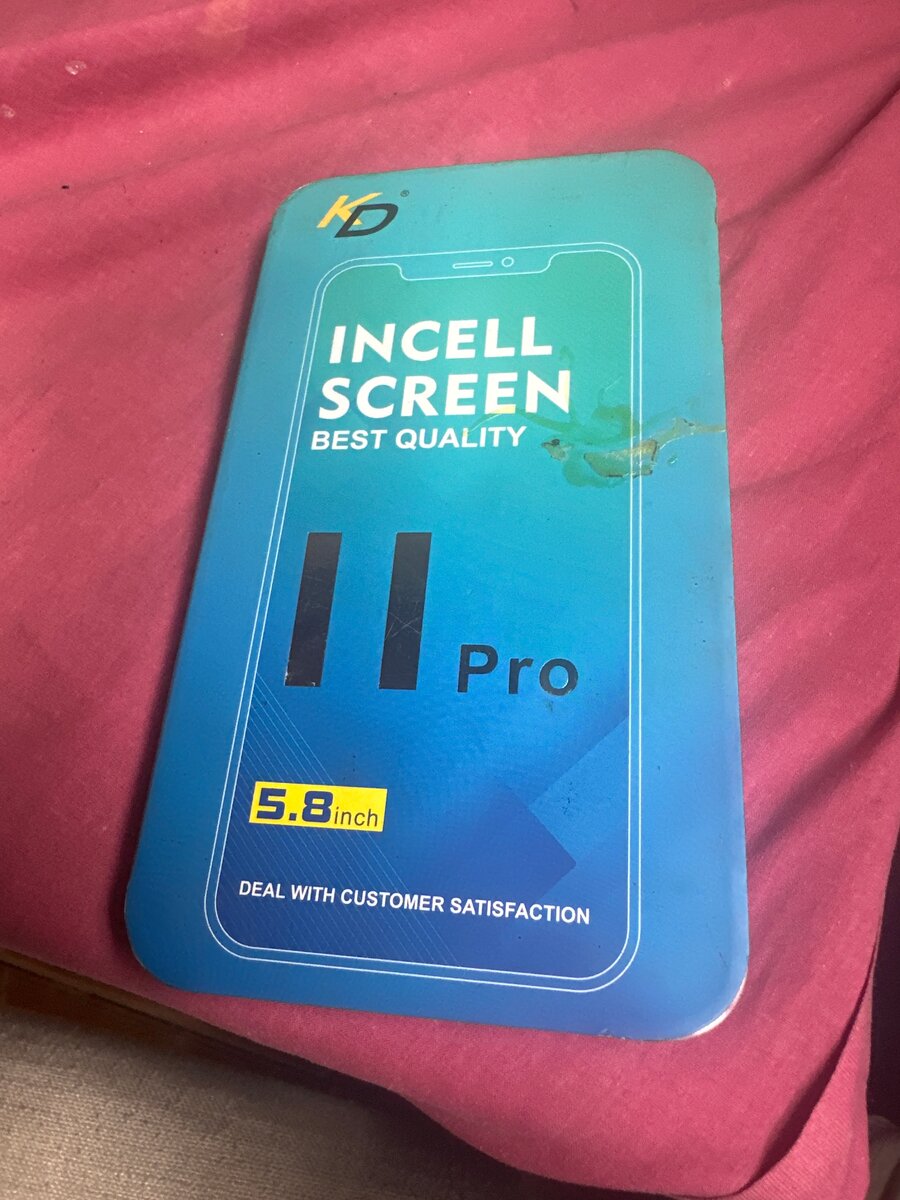 KD®
INCELL
SCREEN
BEST QUALITY
11 Pro
5.8inch
DEAL WITH CUSTOMER SATISFACTION